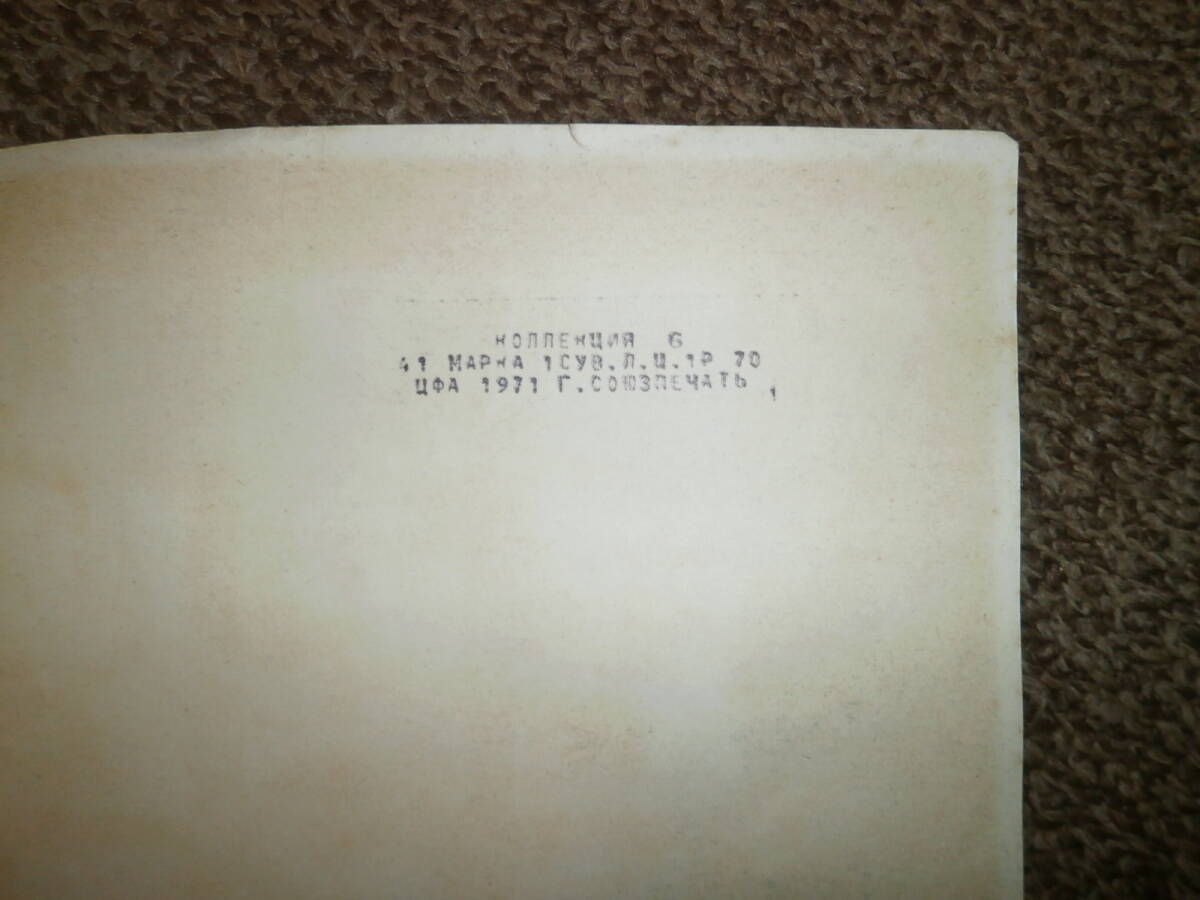 КОЛЛЕКЦИЯ 6
41 МАРКА 1СУВ.Л.Ц.1Р 70
ЦФА 1971 Г.СОЮЗПЕЧАТЬ